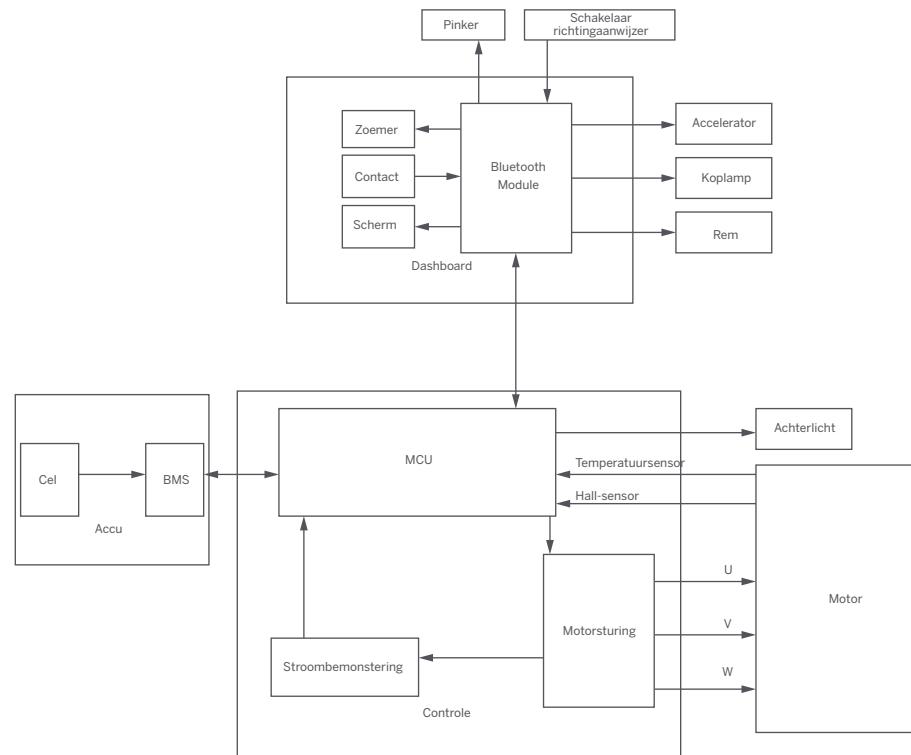 Pinker
Schakelaar
richtingaanwijzer
Zoemer
Accelerator
Contact
Bluetooth
Module
Koplamp
Scherm
Rem
Dashboard
Achterlicht
MCU
Temperatuursensor
Cel
BMS
Hall-sensor
Accu
U
Motor
V
Motorsturing
Stroombemonstering
W
Controle